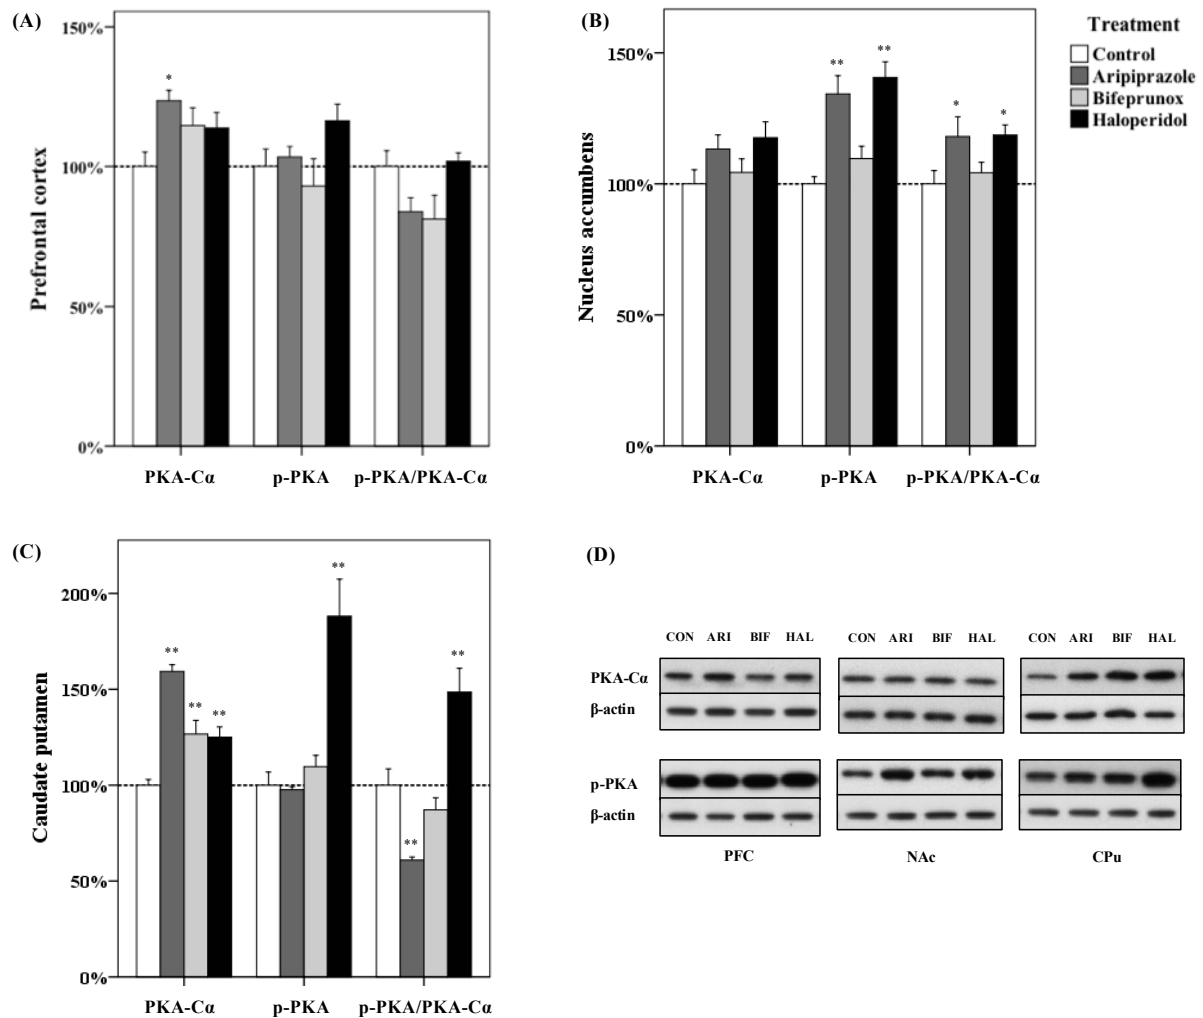 (A)
150%
100%
50%
0%
Prefrontal cortex
*
PKA-Cα p-PKA p-PKA/PKA-Cα
(B)
150%
100%
50%
0%
Nucleus accumbens
** **
* *
PKA-Cα p-PKA p-PKA/PKA-Cα
Treatment
Control
Aripiprazole
Bifeprunox
Haloperidol
(C)
200%
150%
100%
50%
0%
Caudate putamen
** ** **
**
** **
PKA-Cα p-PKA p-PKA/PKA-Cα
(D)
CON ARI BIF HAL CON ARI BIF HAL CON ARI BIF HAL
PKA-Cα
β-actin
p-PKA
β-actin
PFC NAc CPu